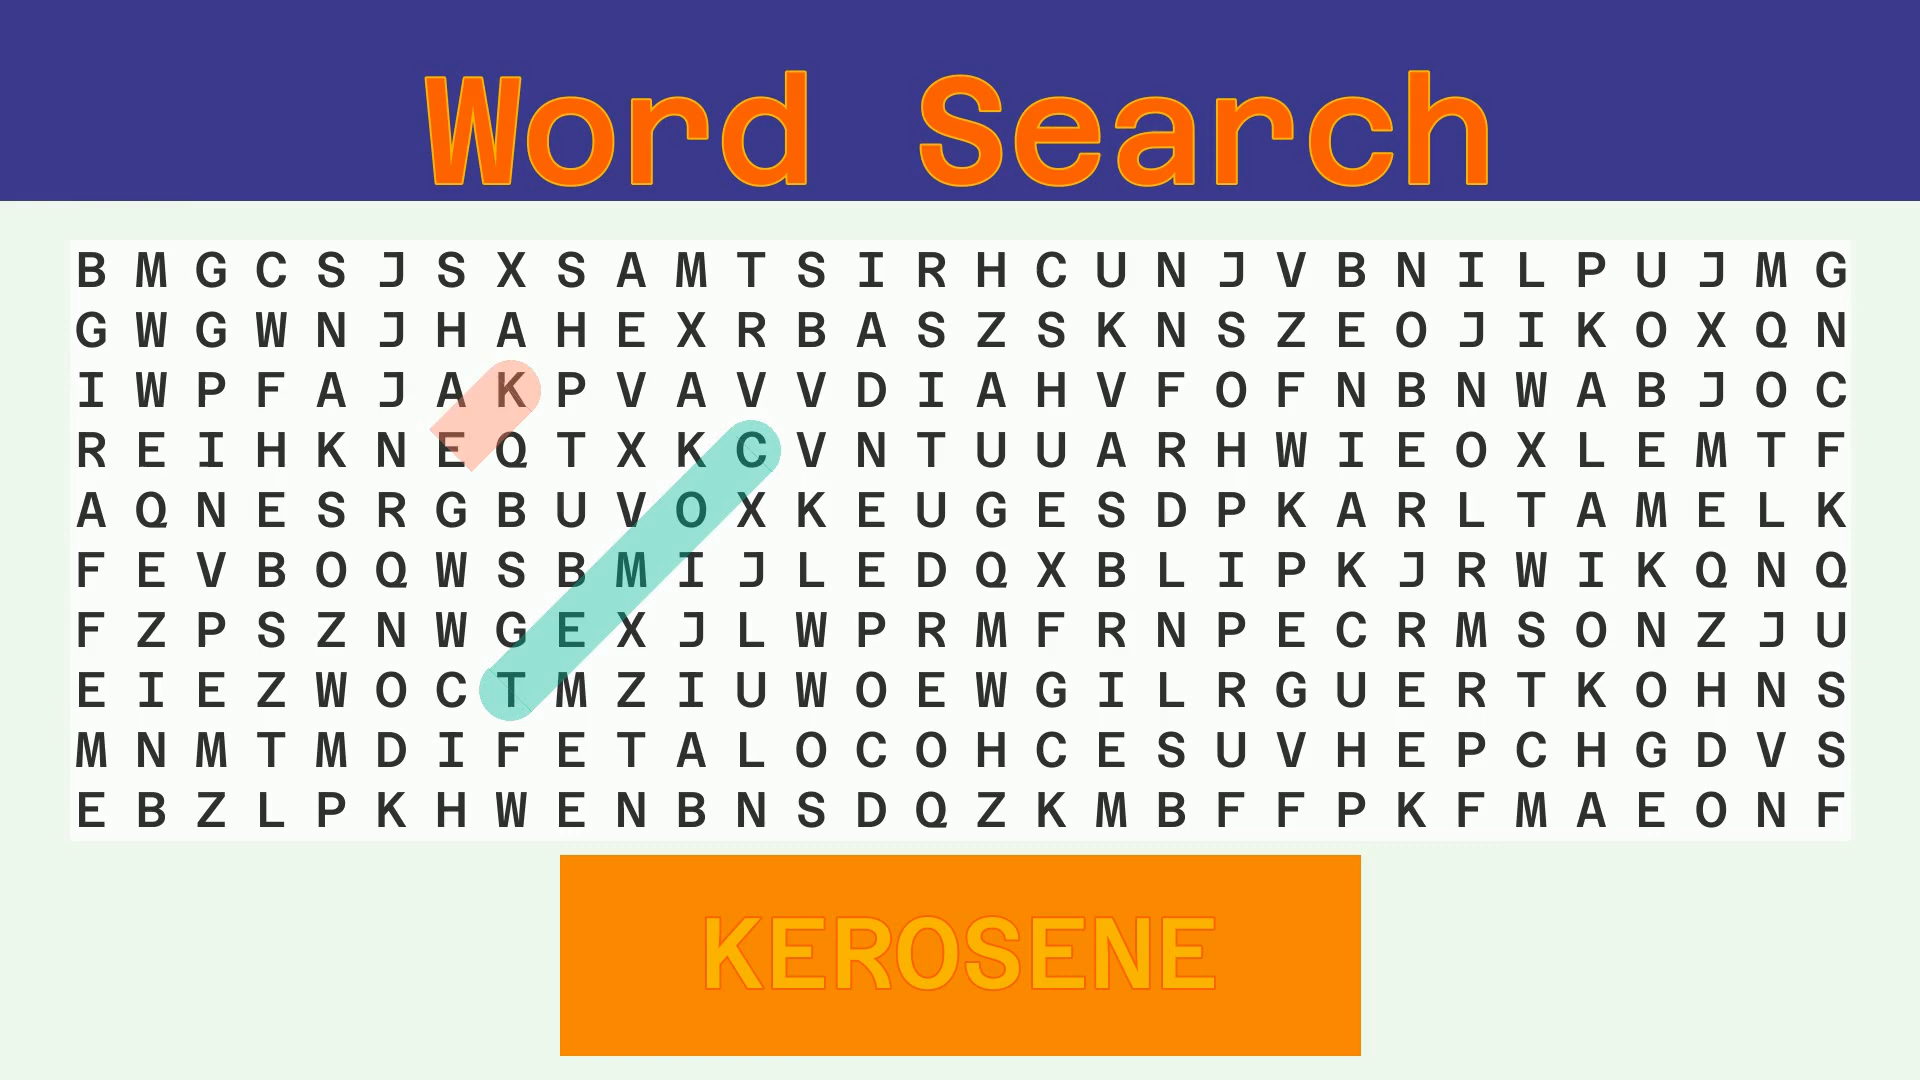 Word Search
B M G C S J S X S A M T S I R H C U N J V B N I L P U J M G
G W G W N J H A H E X R B A S Z S K N S Z E O J I K O X Q N
I W P F A J A K P V A V V D I A H V F O F N B N W A B J O C
R E I H K N E Q T X K C V N T U U A R H W I E O X L E M T F
A Q N E S R G B U V O X K E U G E S D P K A R L T A M E L K
F E V B O Q W S B M I J L E D Q X B L I P K J R W I K Q N Q
F Z P S Z N W G E X J L W P R M F R N P E C R M S O N Z J U
E I E Z W O C T M Z I U W O E W G I L R G U E R T K O H N S
M N M T M D I F E T A L O C O H C E S U V H E P C H G D V S
E B Z L P K H W E N B N S D Q Z K M B F F P K F M A E O N F
KEROSENE